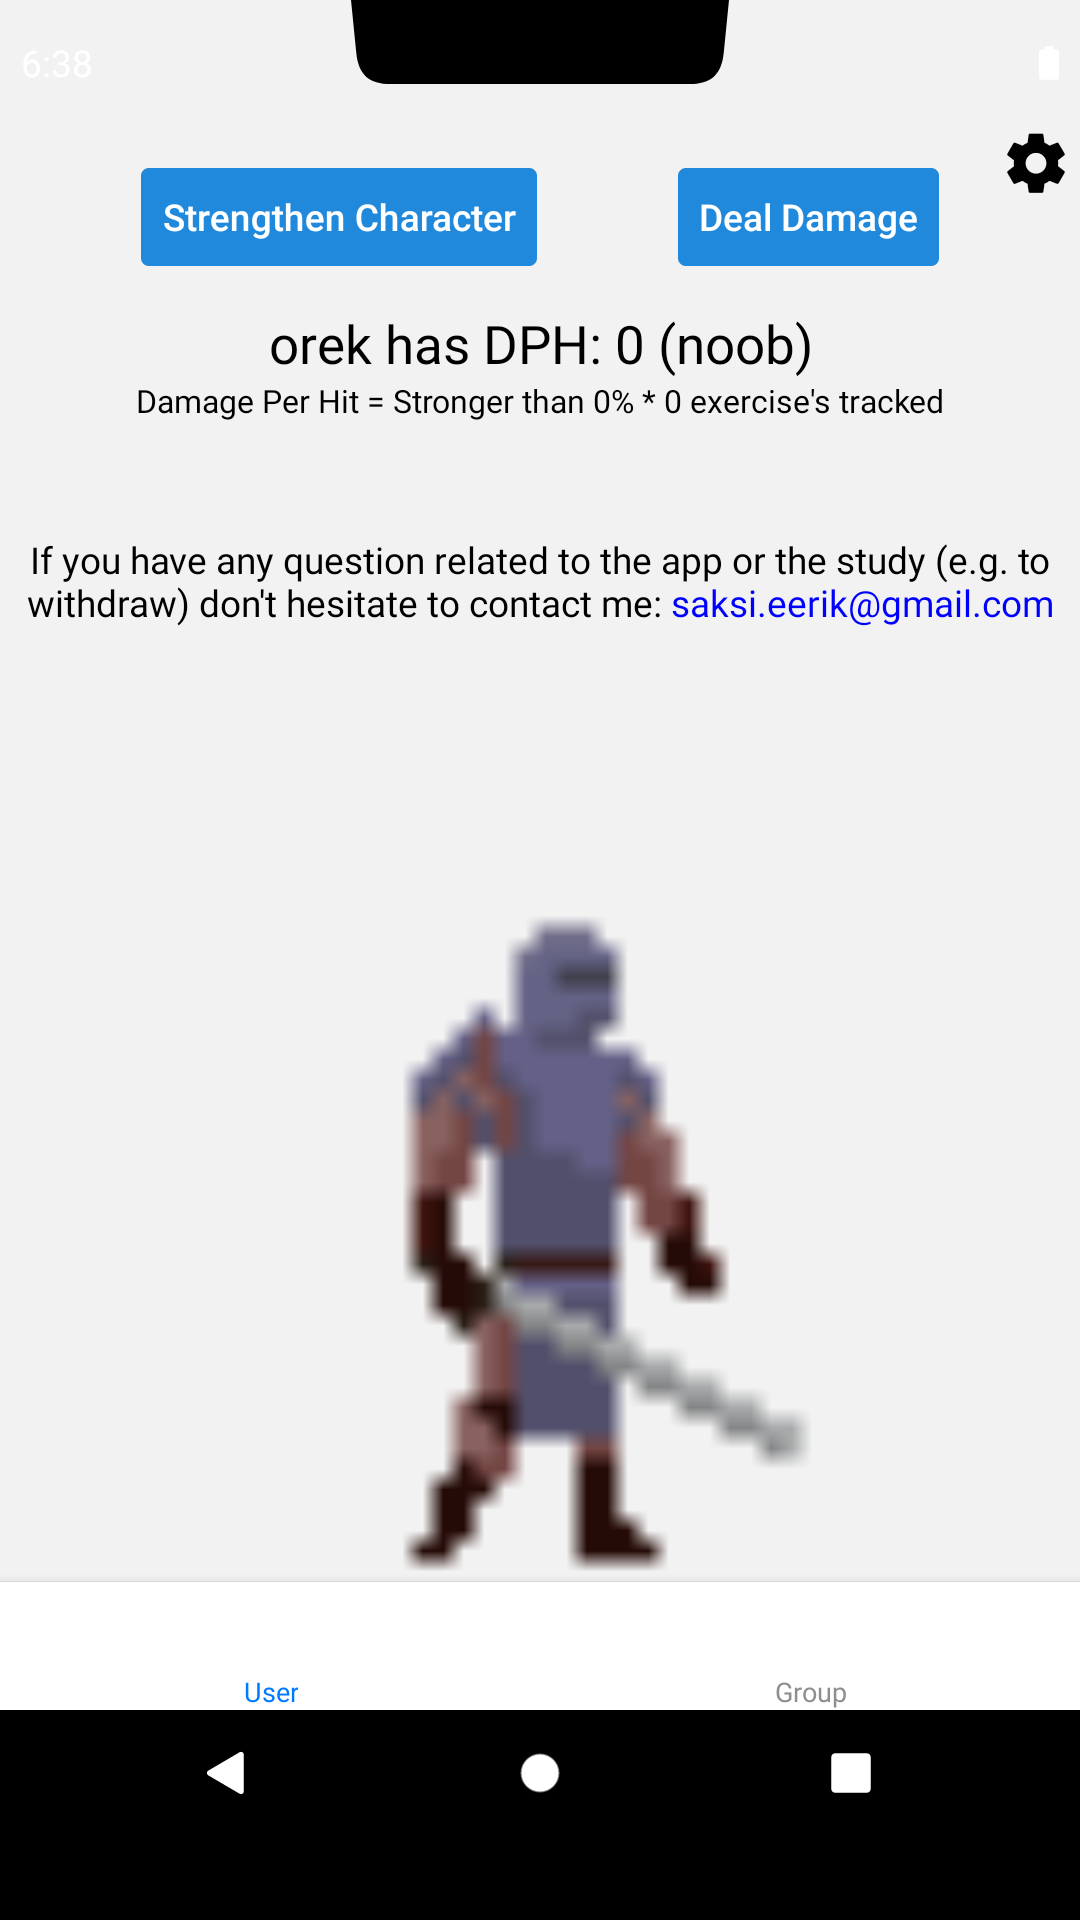 6:38
Strengthen Character
Deal Damage
orek has DPH: 0 (noob)
Damage Per Hit = Stronger than 0% * 0 exercise's tracked
If you have any question related to the app or the study (e.g. to
withdraw) don't hesitate to contact me: saksi.eerik@gmail.com
User
Group